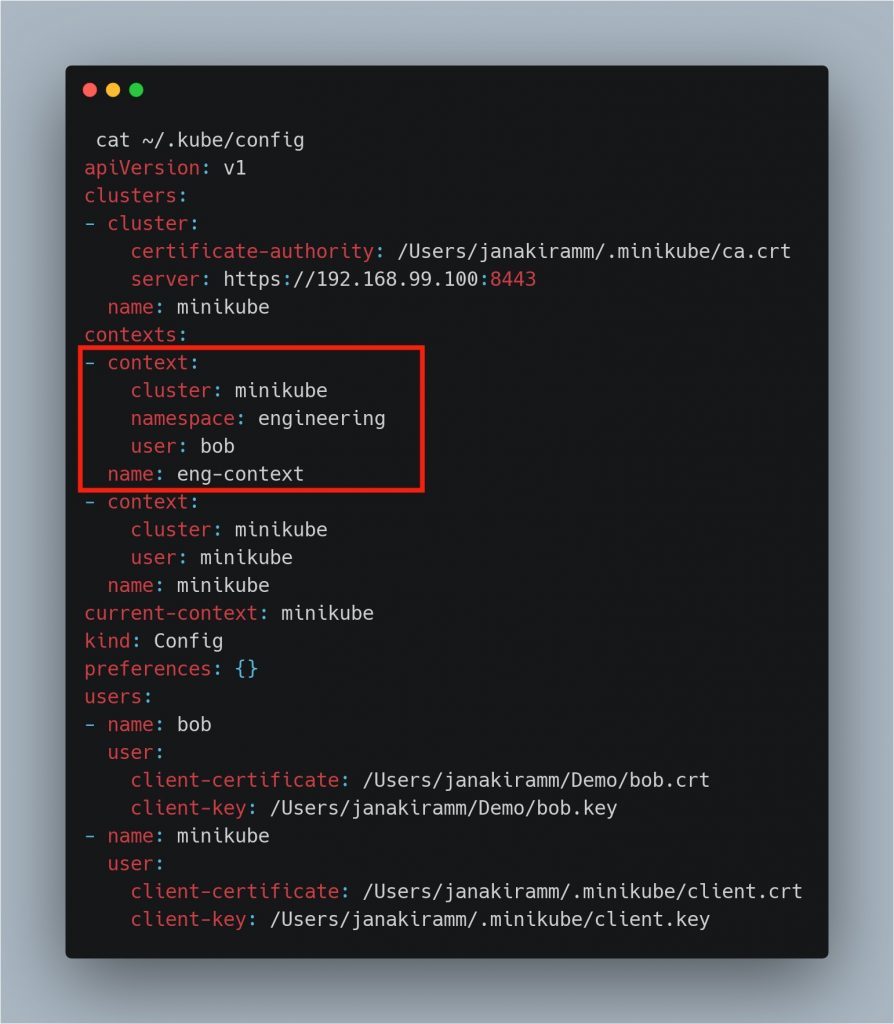 cat ~/.kube/config
apiVersion: v1
clusters:
- cluster:
    certificate-authority: /Users/janakiramm/.minikube/ca.crt
    server: https://192.168.99.100:8443
  name: minikube
contexts:
- context:
    cluster: minikube
    namespace: engineering
    user: bob
  name: eng-context
- context:
    cluster: minikube
    user: minikube
  name: minikube
current-context: minikube
kind: Config
preferences: {}
users:
- name: bob
  user:
    client-certificate: /Users/janakiramm/Demo/bob.crt
    client-key: /Users/janakiramm/Demo/bob.key
- name: minikube
  user:
    client-certificate: /Users/janakiramm/.minikube/client.crt
    client-key: /Users/janakiramm/.minikube/client.key